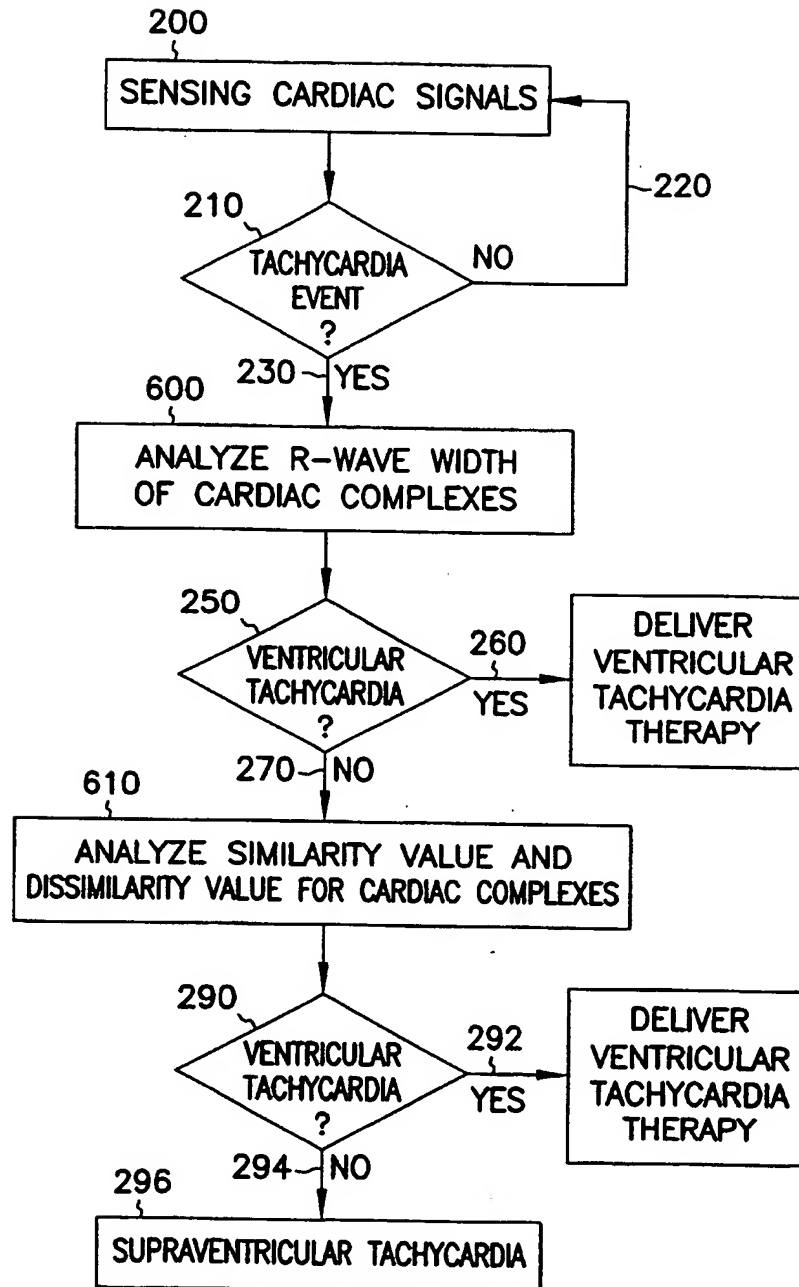 200
SENSING CARDIAC SIGNALS
220
210
TACHYCARDIA
EVENT
?
NO
230
YES
600
ANALYZE R-WAVE WIDTH
OF CARDIAC COMPLEXES
250
VENTRICULAR
TACHYCARDIA
?
260
YES
DELIVER
VENTRICULAR
TACHYCARDIA
THERAPY
270
NO
610
ANALYZE SIMILARITY VALUE AND
DISSIMILARITY VALUE FOR CARDIAC COMPLEXES
290
VENTRICULAR
TACHYCARDIA
?
292
YES
DELIVER
VENTRICULAR
TACHYCARDIA
THERAPY
294
NO
296
SUPRAVENTRICULAR TACHYCARDIA